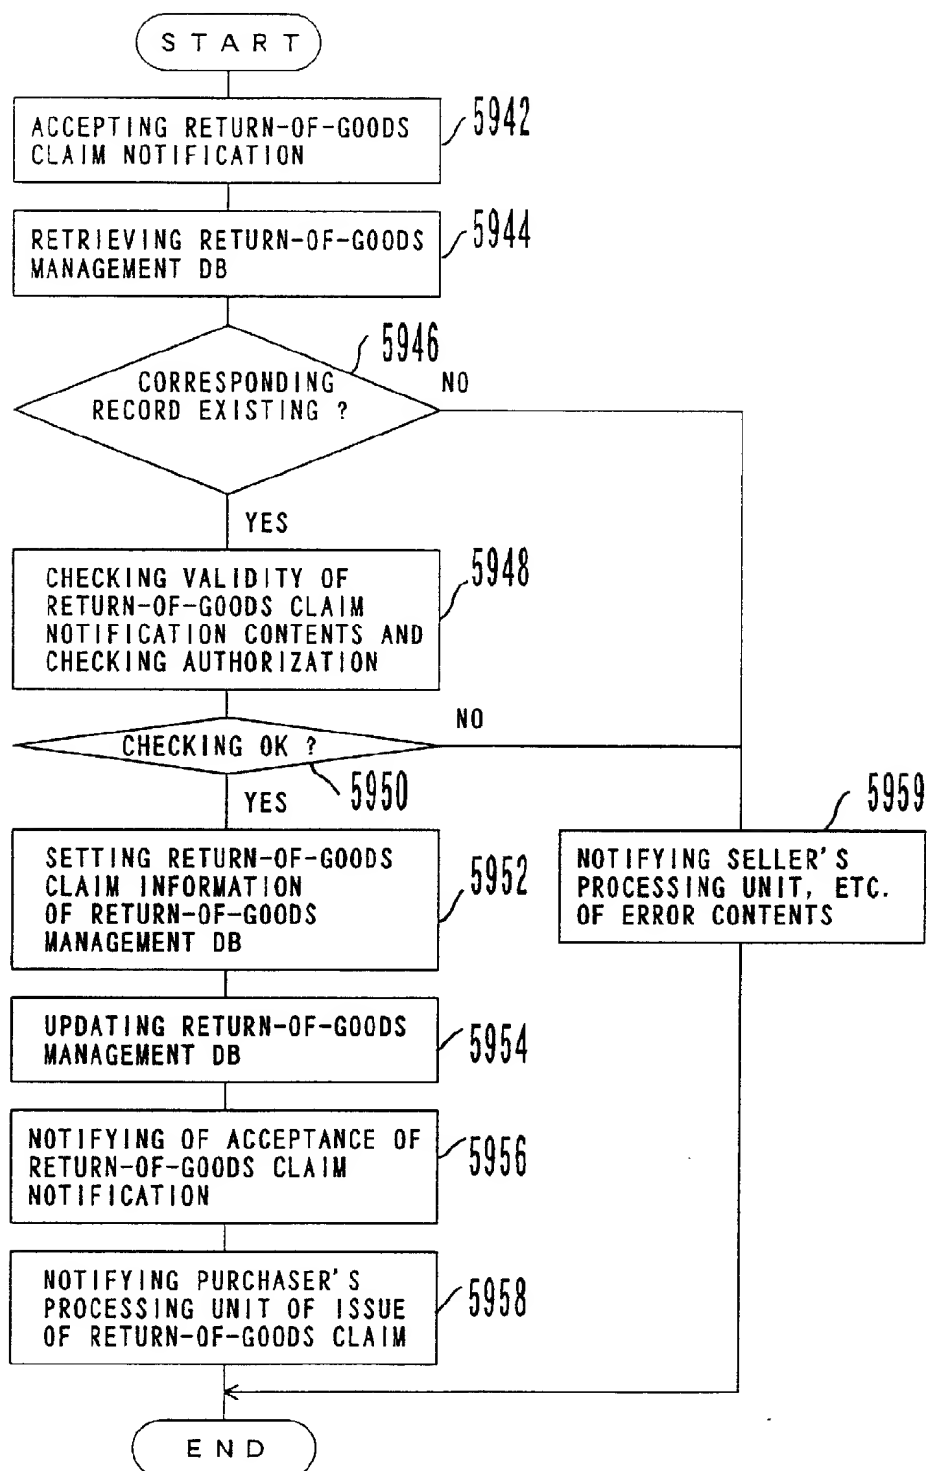 START
ACCEPTING RETURN-OF-GOODS
CLAIM NOTIFICATION
5942
RETRIEVING RETURN-OF-GOODS
MANAGEMENT DB
5944
5946
CORRESPONDING
RECORD EXISTING ?
NO
YES
CHECKING VALIDITY OF
RETURN-OF-GOODS CLAIM
NOTIFICATION CONTENTS AND
CHECKING AUTHORIZATION
5948
CHECKING OK ?
NO
5950
YES
SETTING RETURN-OF-GOODS
CLAIM INFORMATION
OF RETURN-OF-GOODS
MANAGEMENT DB
5952
5959
NOTIFYING SELLER'S
PROCESSING UNIT, ETC.
OF ERROR CONTENTS
UPDATING RETURN-OF-GOODS
MANAGEMENT DB
5954
NOTIFYING OF ACCEPTANCE OF
RETURN-OF-GOODS CLAIM
NOTIFICATION
5956
NOTIFYING PURCHASER'S
PROCESSING UNIT OF ISSUE
OF RETURN-OF-GOODS CLAIM
5958
END